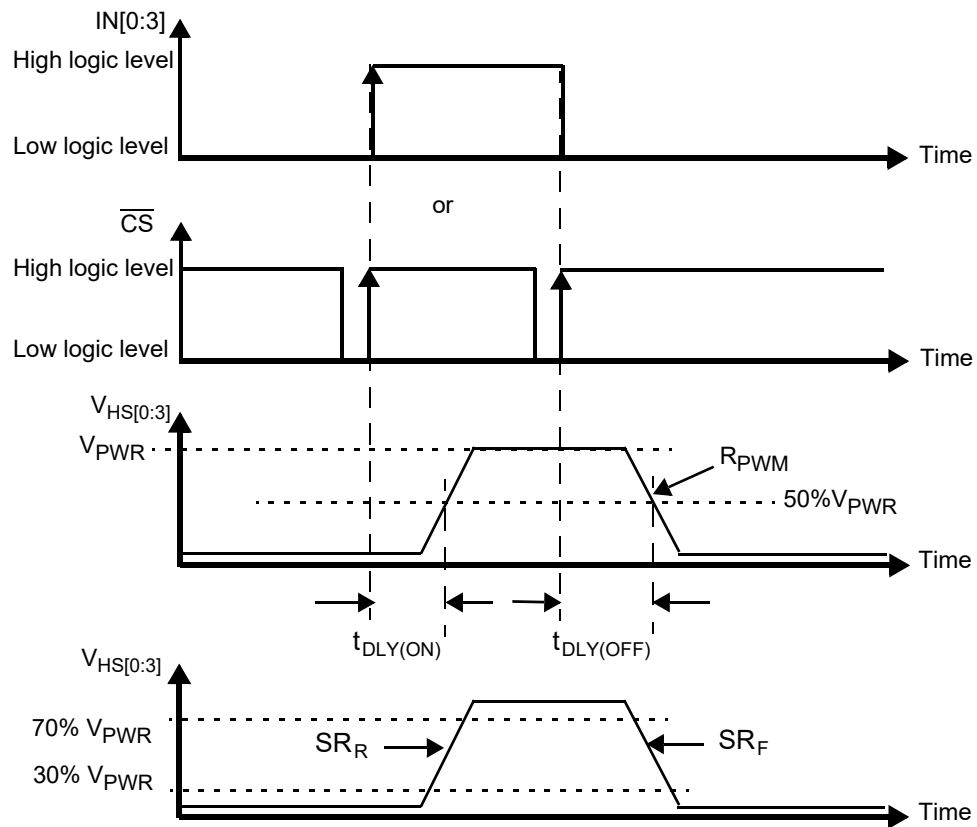 IN[0:3]
High logic level
Low logic level
Time
or
CS
High logic level
Low logic level
Time
VHS[0:3]
VPWR
RPWM
50%VPWR
Time
tDLY(ON)
tDLY(OFF)
VHS[0:3]
70% VPWR
SRR
SRF
30% VPWR
Time